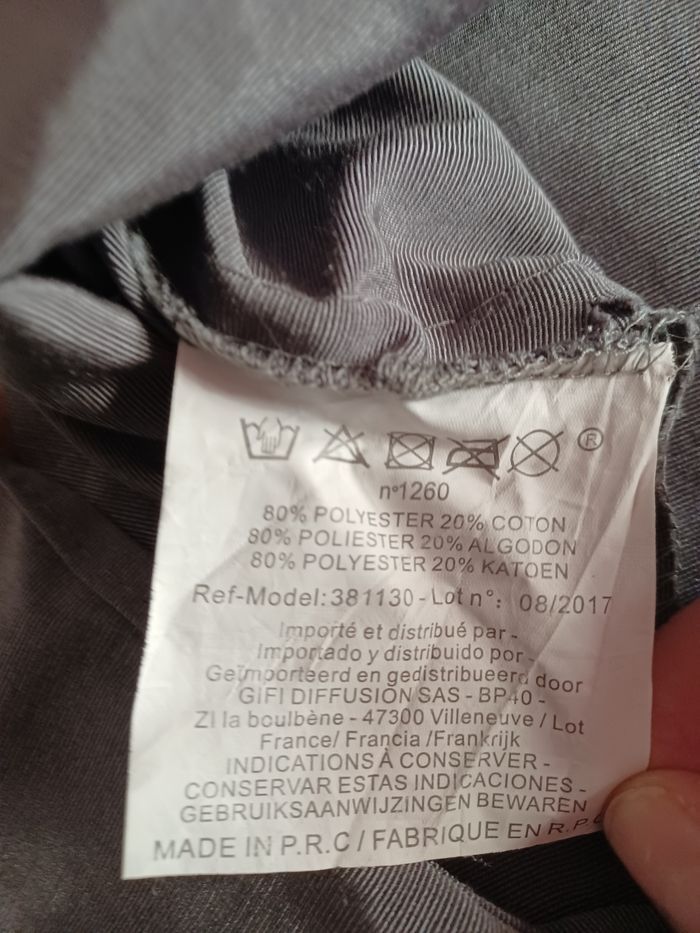 ®
n°1260
80% POLYESTER 20% COTON
80% POLIESTER 20% ALGODON
80% POLYESTER 20% KATOEN
Ref-Model: 381130 - Lot n°: 08/2017
Importé et distribué par -
Importado y distribuido por -
Geïmporteerd en gedistribueerd door
GIFI DIFFUSION SAS - BP40 -
ZI la boulbène - 47300 Villeneuve / Lot
France/ Francia /Frankrijk
INDICATIONS À CONSERVER -
CONSERVAR ESTAS INDICACIONES -
GEBRUIKSAANWIJZINGEN BEWAREN
MADE IN P.R.C / FABRIQUE EN R.P.C